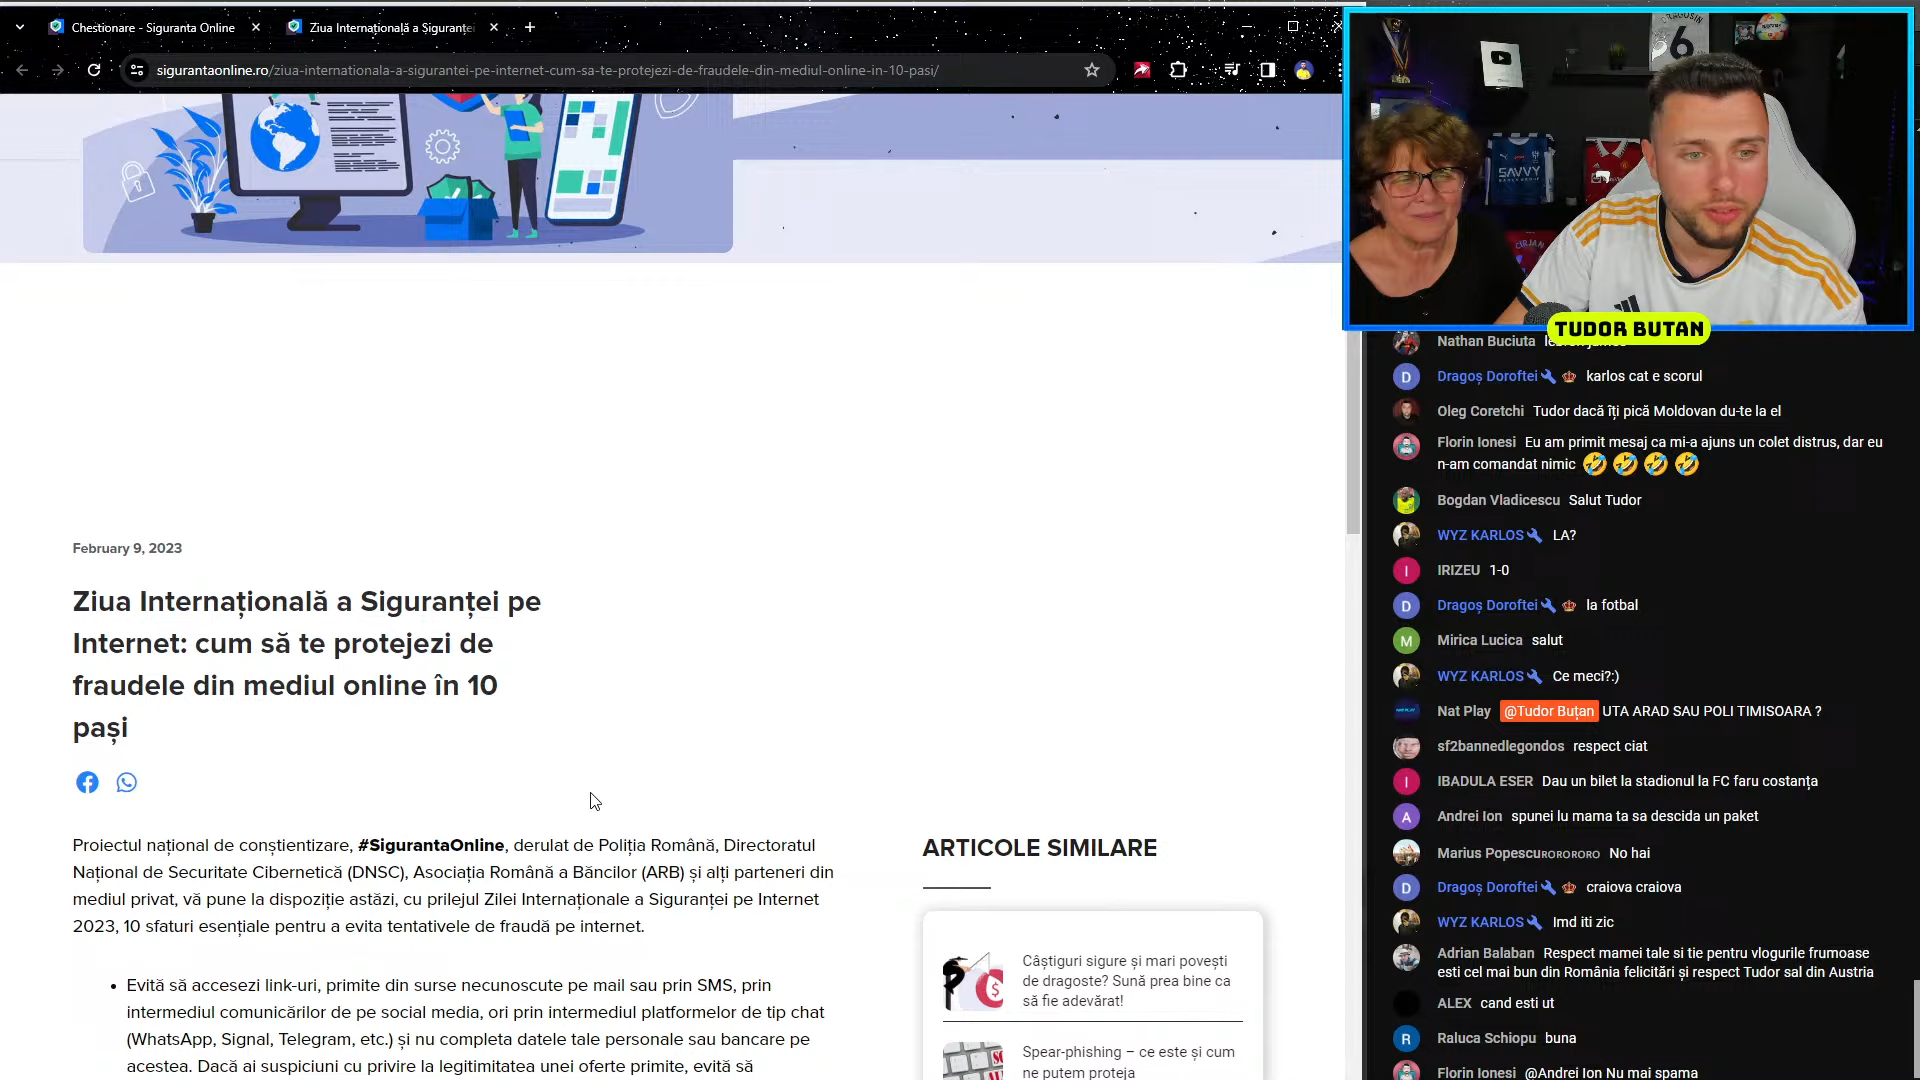 Chestionare - Siguranta Online
Ziua Internațională a Siguranțe
sigurantaonline.ro/ziua-internationala-a-sigurantei-pe-internet-cum-sa-te-protejezi-de-fraudele-din-mediul-online-in-10-pasi/
February 9, 2023
Ziua Internațională a Siguranței pe
Internet: cum să te protejezi de
fraudele din mediul online în 10
pași
Proiectul național de conștientizare, #SigurantaOnline, derulat de Poliția Română, Directoratul
Național de Securitate Cibernetică (DNSC), Asociația Română a Băncilor (ARB) și alți parteneri din
mediul privat, vă pune la dispoziție astăzi, cu prilejul Zilei Internaționale a Siguranței pe Internet
2023, 10 sfaturi esențiale pentru a evita tentativele de fraudă pe internet.
• Evită să accesezi link-uri, primite din surse necunoscute pe mail sau prin SMS, prin
intermediul comunicărilor de pe social media, ori prin intermediul platformelor de tip chat
(WhatsApp, Signal, Telegram, etc.) și nu completa datele tale personale sau bancare pe
acestea. Dacă ai suspiciuni cu privire la legitimitatea unei oferte primite, evită să
ARTICOLE SIMILARE
Câștiguri sigure și mari povești
de dragoste? Sună prea bine ca
să fie adevărat!
Spear-phishing – ce este și cum
ne putem proteja
DRAGUSIN
6
SAVVY
CIRJAN
TUDOR BUTAN
Nathan Buciuta lebron james
Dragoș Doroftei karlos cat e scorul
Oleg Coretchi Tudor dacă îți pică Moldovan du-te la el
Florin Ionesi Eu am primit mesaj ca mi-a ajuns un colet distrus, dar eu
n-am comandat nimic 🤣 🤣 🤣 🤣
Bogdan Vladicescu Salut Tudor
WYZ KARLOS LA?
I IRIZEU 1-0
D Dragoș Doroftei la fotbal
M Mirica Lucica salut
WYZ KARLOS Ce meci?:)
Nat Play @Tudor Buțan UTA ARAD SAU POLI TIMISOARA ?
sf2bannedlegondos respect ciat
I IBADULA ESER Dau un bilet la stadionul la FC faru costanța
A Andrei Ion spunei lu mama ta sa descida un paket
Marius Popescuʀᴏʀᴏʀᴏʀᴏ No hai
D Dragoș Doroftei craiova craiova
WYZ KARLOS lmd iti zic
Adrian Balaban Respect mamei tale si tie pentru vlogurile frumoase
esti cel mai bun din România felicitări și respect Tudor sal din Austria
ALEX cand esti ut
R Raluca Schiopu buna
Florin Ionesi @Andrei Ion Nu mai spama